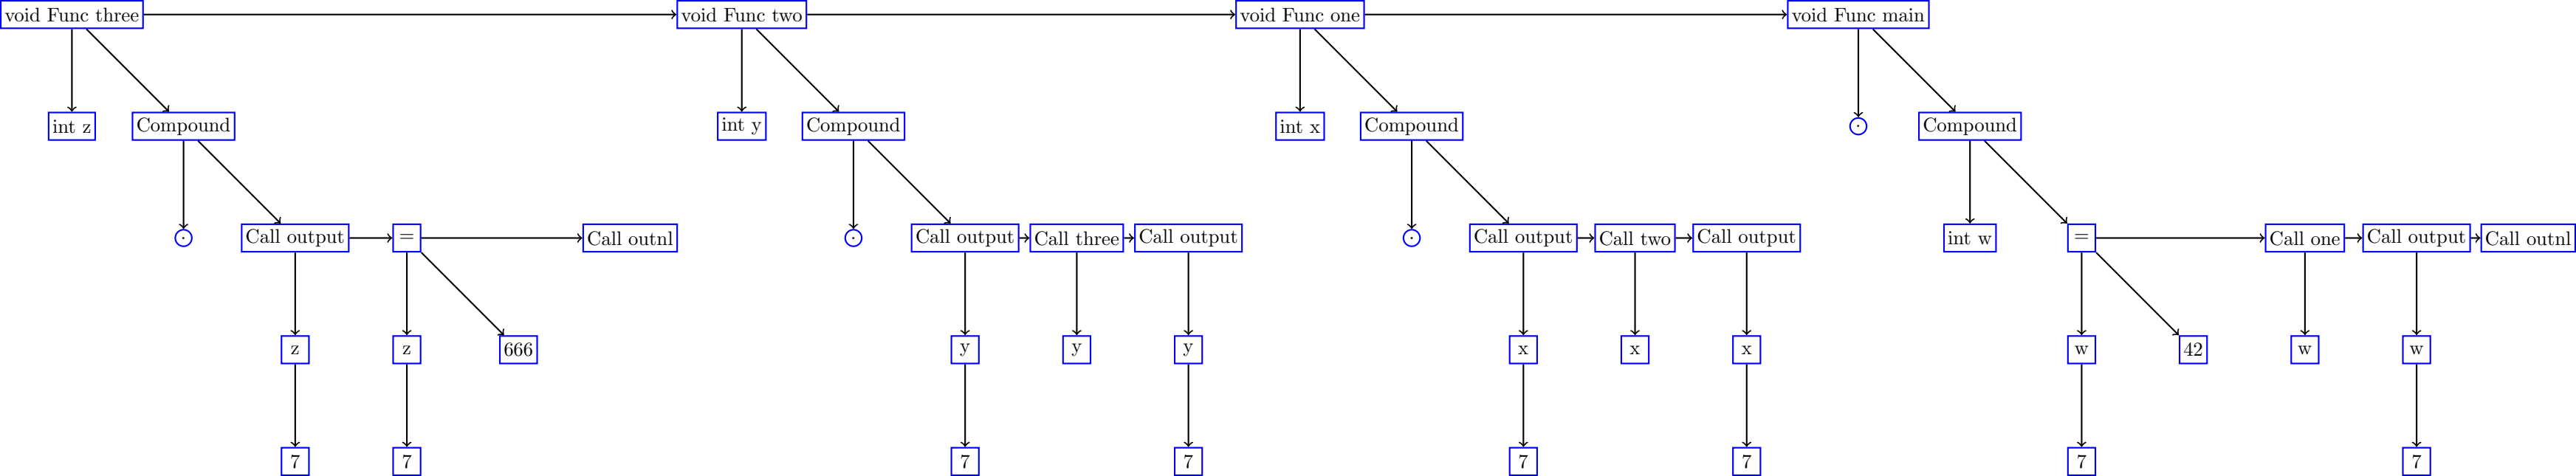 void Func three void Func two void Func one void Func main
int z Compound int y Compound int x Compound Compound
Call output = Call outnl Call output Call three Call output Call output Call two Call output int w = Call one Call output Call outnl
z z 666 y y y x x x w 42 w w
7 7 7 7 7 7 7 7